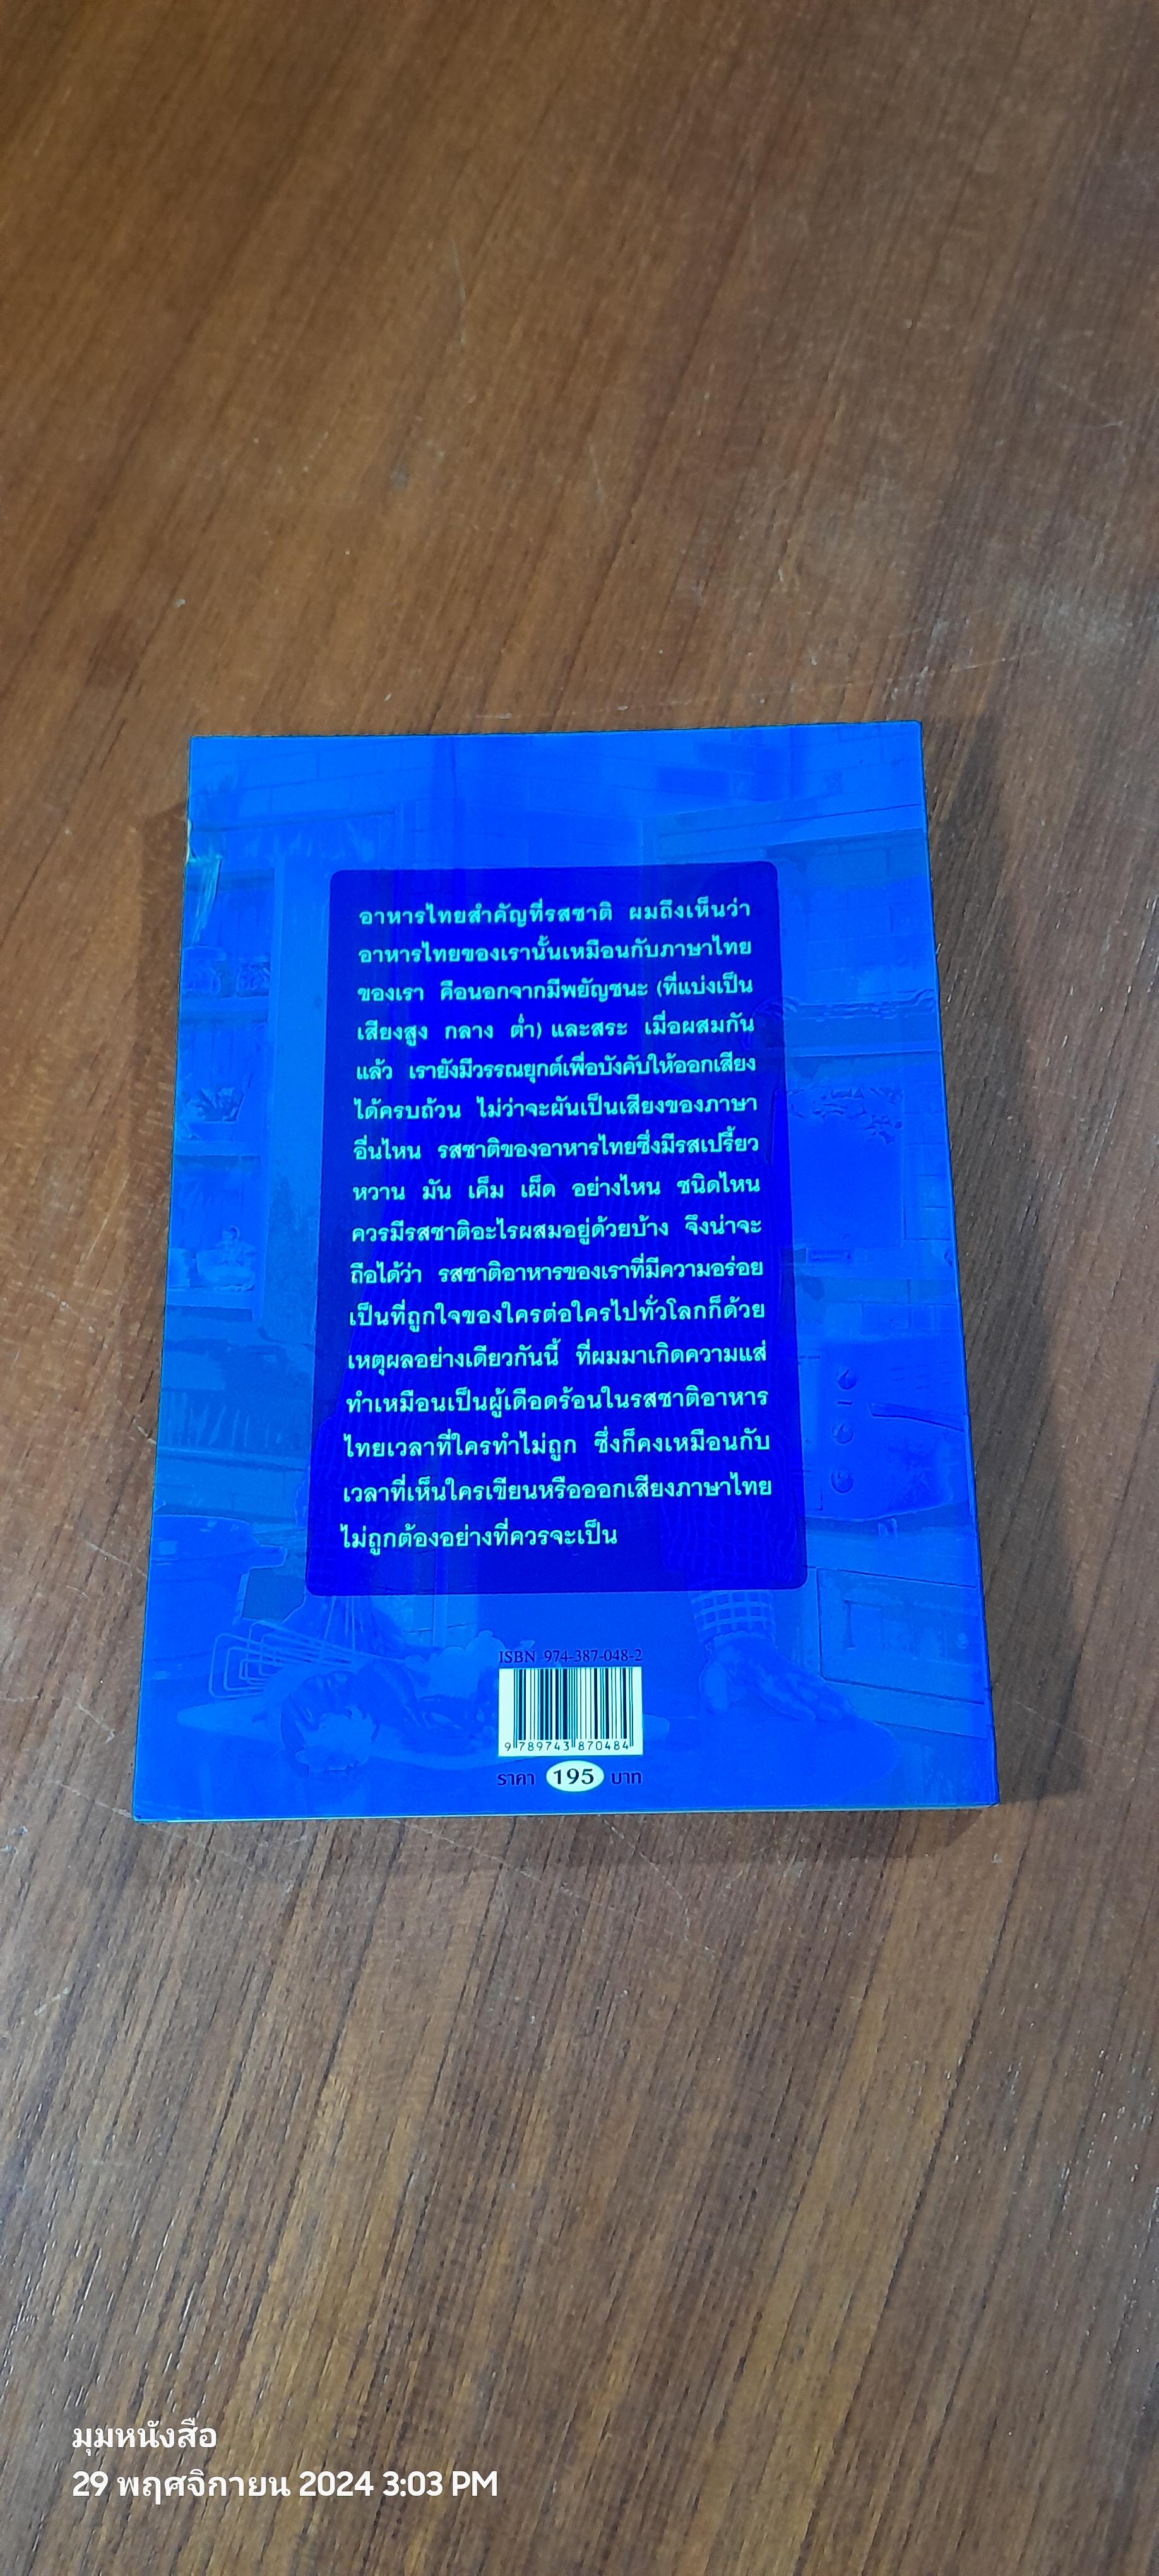 อาหารไทยสำคัญที่รสชาติ ผมถึงเห็นว่า
อาหารไทยของเรานั้นเหมือนกับภาษาไทย
ของเรา คือนอกจากมีพยัญชนะ (ที่แบ่งเป็น
เสียงสูง กลาง ต่ำ) และสระ เมื่อผสมกัน
แล้ว เรายังมีวรรณยุกต์เพื่อบังคับให้ออกเสียง
ได้ครบถ้วน ไม่ว่าจะผันเป็นเสียงของภาษา
อื่นไหน รสชาติของอาหารไทยซึ่งมีรสเปรี้ยว
หวาน มัน เค็ม เผ็ด อย่างไหน ชนิดไหน
ควรมีรสชาติอะไรผสมอยู่ด้วยบ้าง จึงน่าจะ
ถือได้ว่า รสชาติอาหารของเราที่มีความอร่อย
เป็นที่ถูกใจของใครต่อใครไปทั่วโลกก็ด้วย
เหตุผลอย่างเดียวกันนี้ ที่ผมมาเกิดความแส่
ทำเหมือนเป็นผู้เดือดร้อนในรสชาติอาหาร
ไทยเวลาที่ใครทำไม่ถูก ซึ่งก็คงเหมือนกับ
เวลาที่เห็นใครเขียนหรือออกเสียงภาษาไทย
ไม่ถูกต้องอย่างที่ควรจะเป็น
ISBN 974-387-048-2
9 789743 870484
ราคา 195 บาท
มุมหนังสือ
29 พฤศจิกายน 2024 3:03 PM